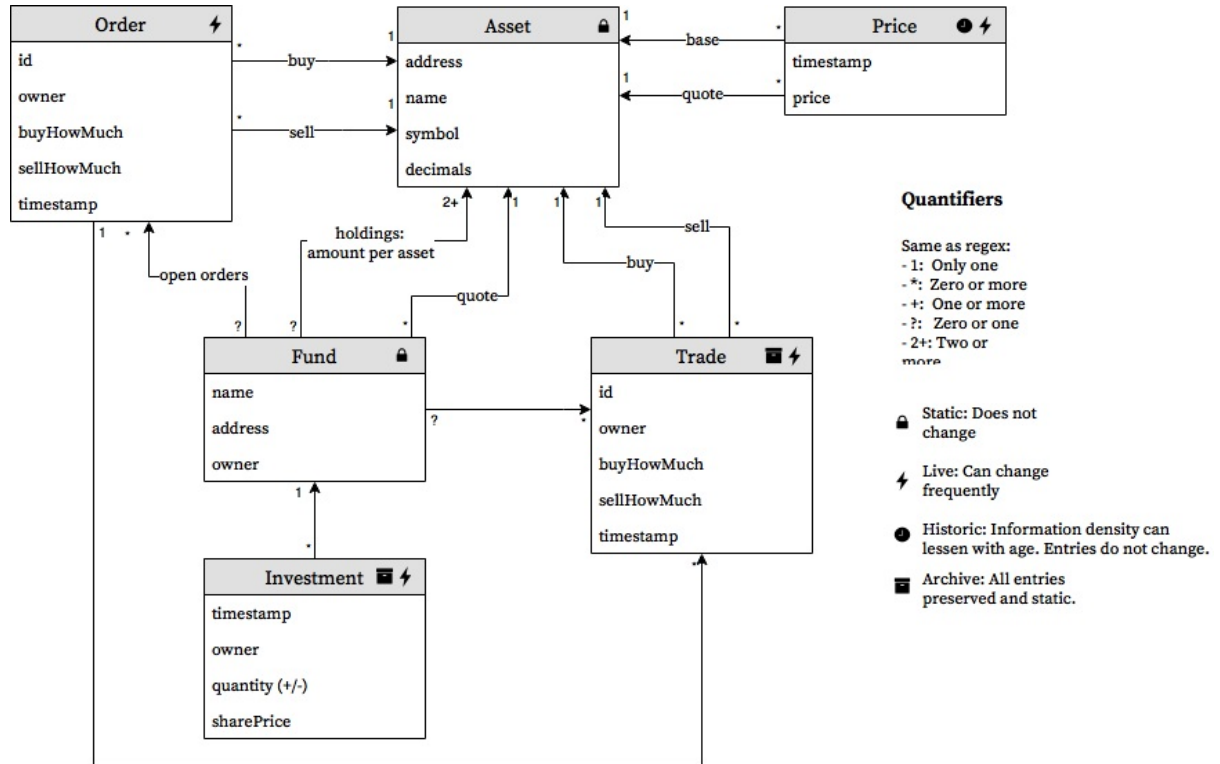 Order
id
owner
buyHowMuch
sellHowMuch
timestamp
*
buy
1
*
sell
1
Asset
address
name
symbol
decimals
1
base
*
1
quote
*
Price
timestamp
price
1
*
open orders
?
2+
holdings:
amount per asset
?
1
quote
*
1
buy
*
1
sell
*
Fund
name
address
owner
?
*
Trade
id
owner
buyHowMuch
sellHowMuch
timestamp
*
1
*
Investment
timestamp
owner
quantity (+/-)
sharePrice
Quantifiers
Same as regex:
- 1: Only one
- *: Zero or more
- +: One or more
- ?: Zero or one
- 2+: Two or
more
Static: Does not
change
Live: Can change
frequently
Historic: Information density can
lessen with age. Entries do not change.
Archive: All entries
preserved and static.